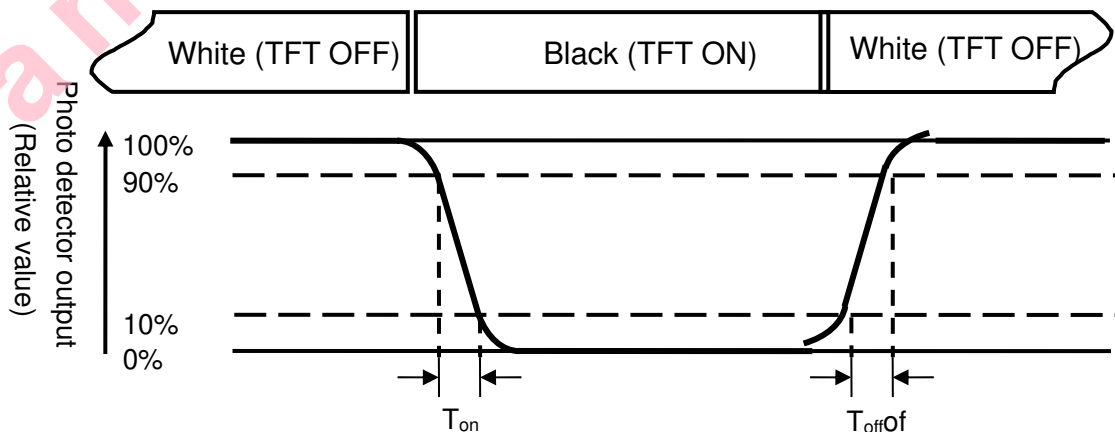 White (TFT OFF)
Black (TFT ON)
White (TFT OFF)
Photo detector output
(Relative value)
100%
90%
10%
0%
Ton
Toffof